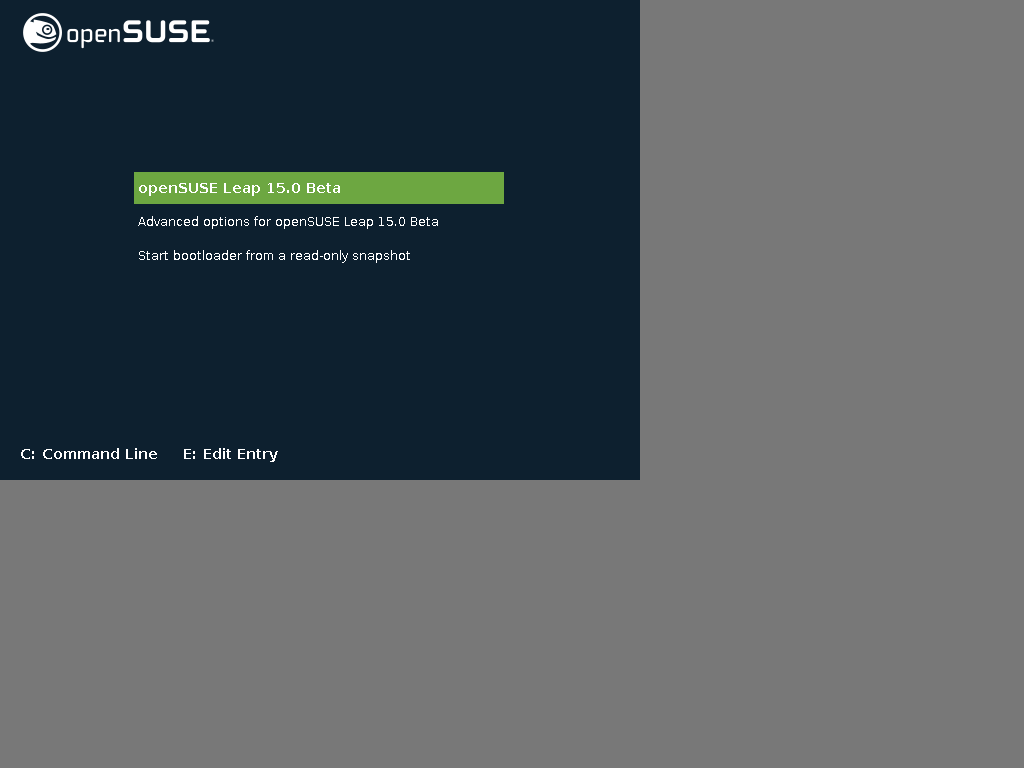 openSUSE
openSUSE Leap 15.0 Beta
Advanced options for openSUSE Leap 15.0 Beta
Start bootloader from a read-only snapshot
C: Command Line E: Edit Entry